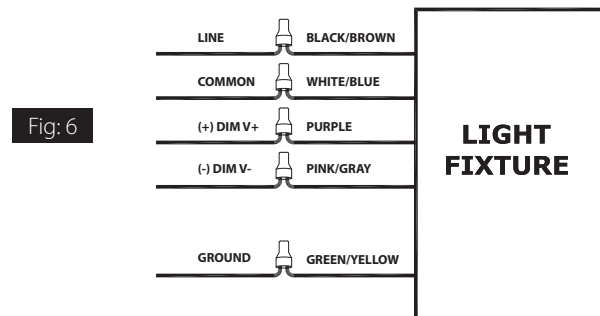 LINE BLACK/BROWN
COMMON WHITE/BLUE
Fig: 6
(+) DIM V+ PURPLE
(-) DIM V- PINK/GRAY
LIGHT
FIXTURE
GROUND GREEN/YELLOW